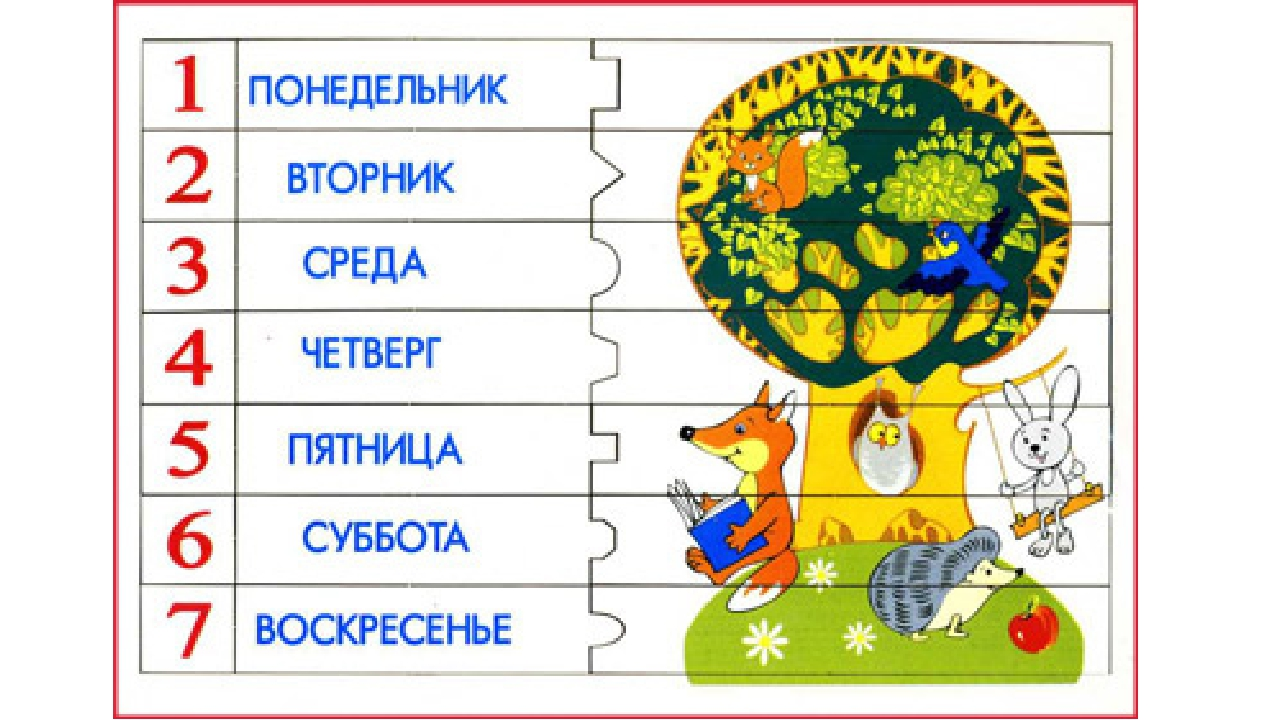 1 ПОНЕДЕЛЬНИК
2 ВТОРНИК
3 СРЕДА
4 ЧЕТВЕРГ
5 ПЯТНИЦА
6 СУББОТА
7 ВОСКРЕСЕНЬЕ